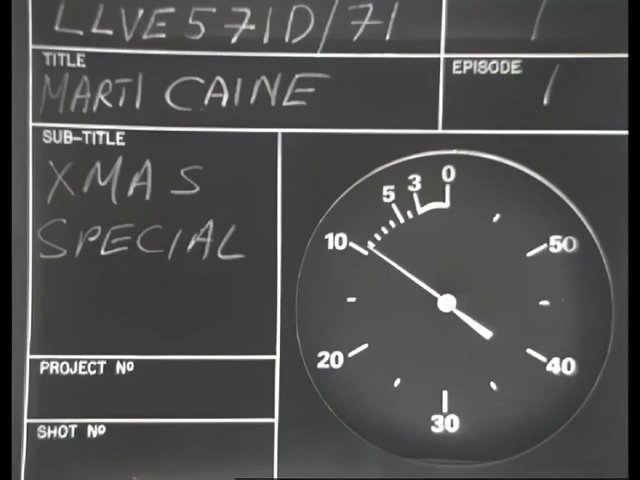 LLVE571D/71
1
TITLE
MARTI CAINE
EPISODE
1
SUB-TITLE
XMAS
SPECIAL
PROJECT Nº
SHOT Nº
0
3
5
10
50
20
40
30